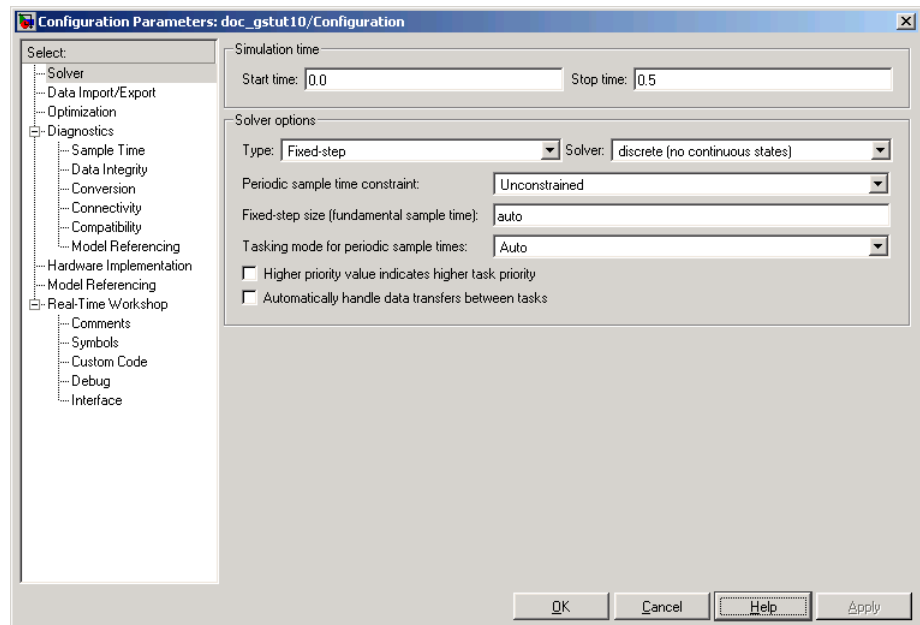 Configuration Parameters: doc_gstut10/Configuration
Select:
Solver
Data Import/Export
Optimization
Diagnostics
Sample Time
Data Integrity
Conversion
Connectivity
Compatibility
Model Referencing
Hardware Implementation
Model Referencing
Real-Time Workshop
Comments
Symbols
Custom Code
Debug
Interface
Simulation time
Start time: 0.0 Stop time: 0.5
Solver options
Type: Fixed-step Solver: discrete (no continuous states)
Periodic sample time constraint: Unconstrained
Fixed-step size (fundamental sample time): auto
Tasking mode for periodic sample times: Auto
Higher priority value indicates higher task priority
Automatically handle data transfers between tasks
OK Cancel Help Apply